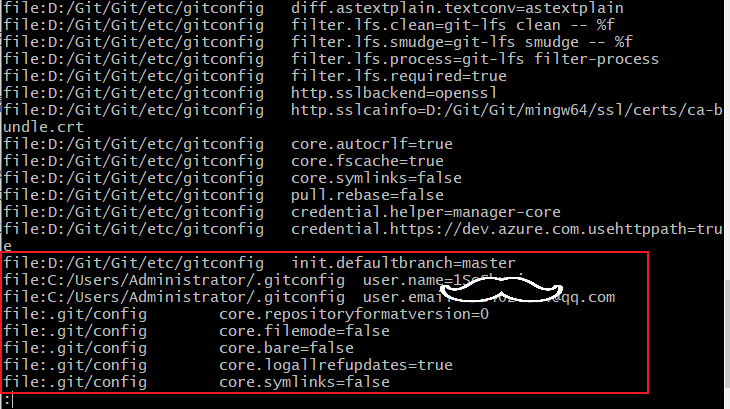 file:D:/Git/Git/etc/gitconfig   diff.astextplain.textconv=astextplain
file:D:/Git/Git/etc/gitconfig   filter.lfs.clean=git-lfs clean -- %f
file:D:/Git/Git/etc/gitconfig   filter.lfs.smudge=git-lfs smudge -- %f
file:D:/Git/Git/etc/gitconfig   filter.lfs.process=git-lfs filter-process
file:D:/Git/Git/etc/gitconfig   filter.lfs.required=true
file:D:/Git/Git/etc/gitconfig   http.sslbackend=openssl
file:D:/Git/Git/etc/gitconfig   http.sslcainfo=D:/Git/Git/mingw64/ssl/certs/ca-b
undle.crt
file:D:/Git/Git/etc/gitconfig   core.autocrlf=true
file:D:/Git/Git/etc/gitconfig   core.fscache=true
file:D:/Git/Git/etc/gitconfig   core.symlinks=false
file:D:/Git/Git/etc/gitconfig   pull.rebase=false
file:D:/Git/Git/etc/gitconfig   credential.helper=manager-core
file:D:/Git/Git/etc/gitconfig   credential.https://dev.azure.com.usehttppath=tru
e
file:D:/Git/Git/etc/gitconfig   init.defaultbranch=master
file:C:/Users/Administrator/.gitconfig  user.name=
file:C:/Users/Administrator/.gitconfig  user.email qq.com
file:.git/config        core.repositoryformatversion=0
file:.git/config        core.filemode=false
file:.git/config        core.bare=false
file:.git/config        core.logallrefupdates=true
file:.git/config        core.symlinks=false
: